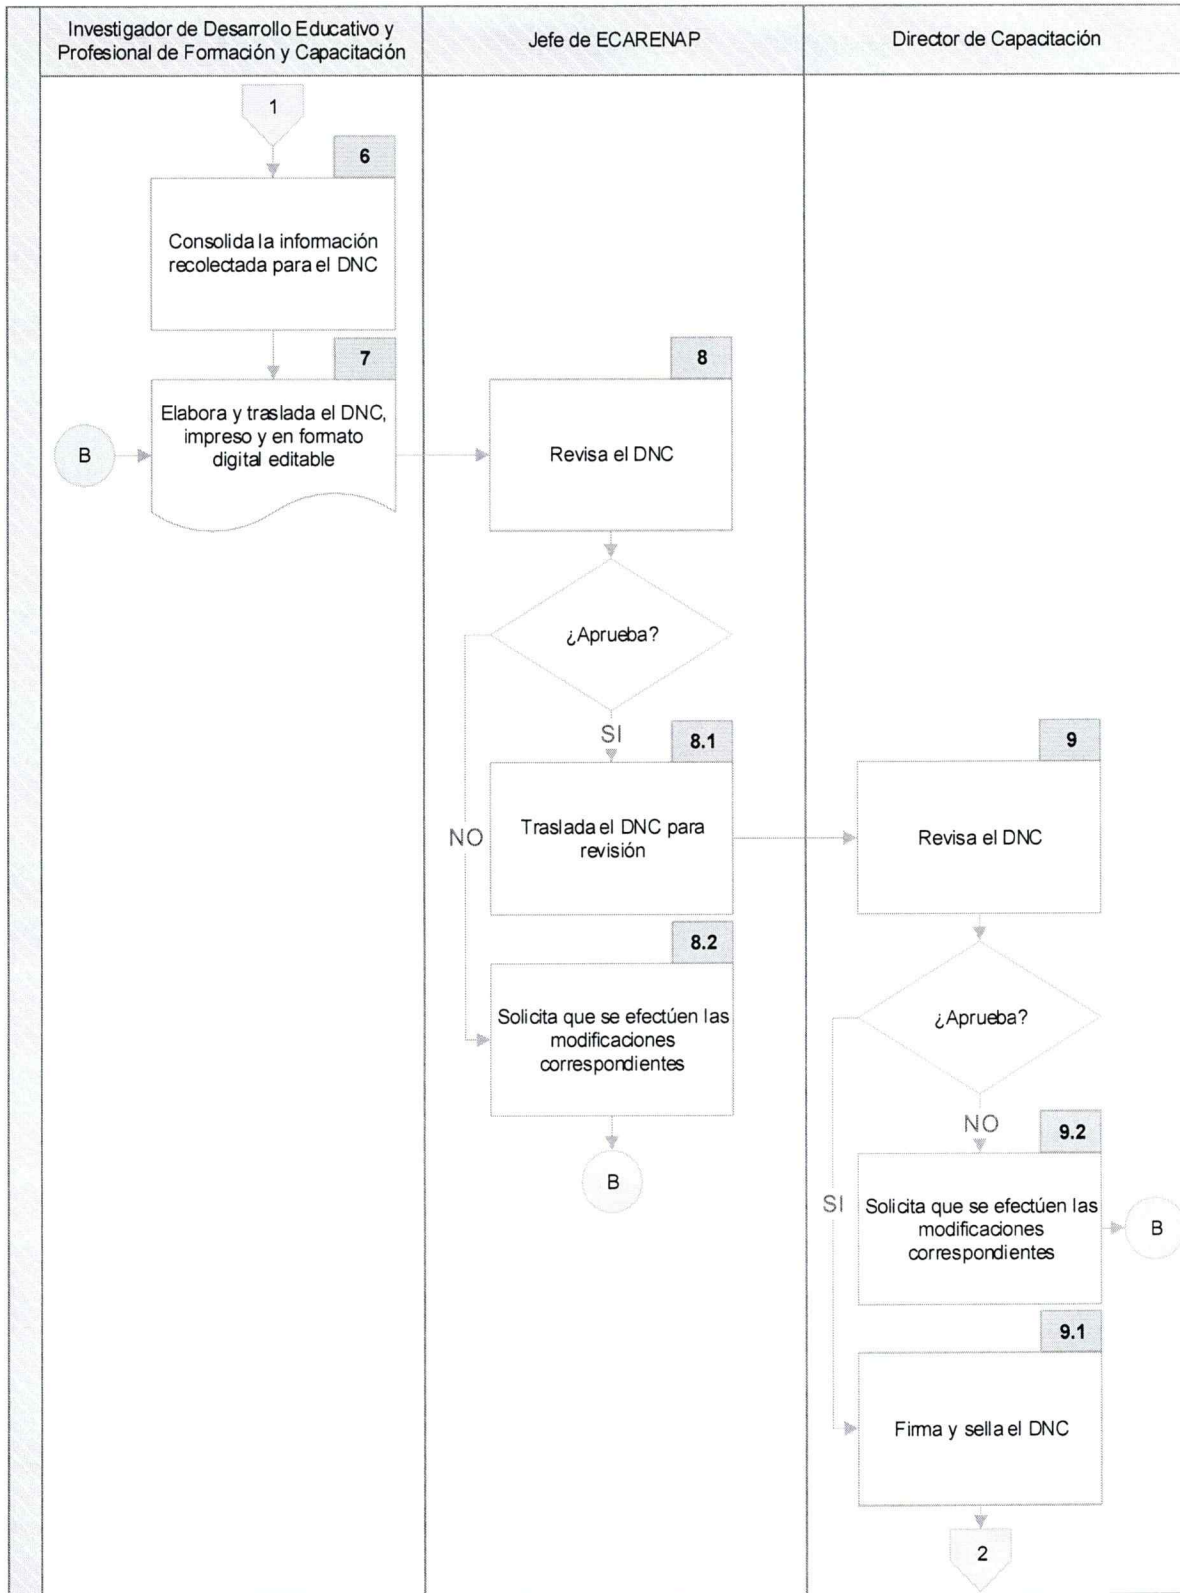 Investigador de Desarrollo Educativo y
Profesional de Formación y Capacitación
Jefe de ECARENAP
Director de Capacitación
1
6
Consolida la información
recolectada para el DNC
7
Elabora y traslada el DNC,
impreso y en formato
digital editable
B
8
Revisa el DNC
¿Aprueba?
SI
NO
8.1
Traslada el DNC para
revisión
8.2
Solicita que se efectúen las
modificaciones
correspondientes
B
9
Revisa el DNC
¿Aprueba?
NO
SI
9.2
Solicita que se efectúen las
modificaciones
correspondientes
B
9.1
Firma y sella el DNC
2